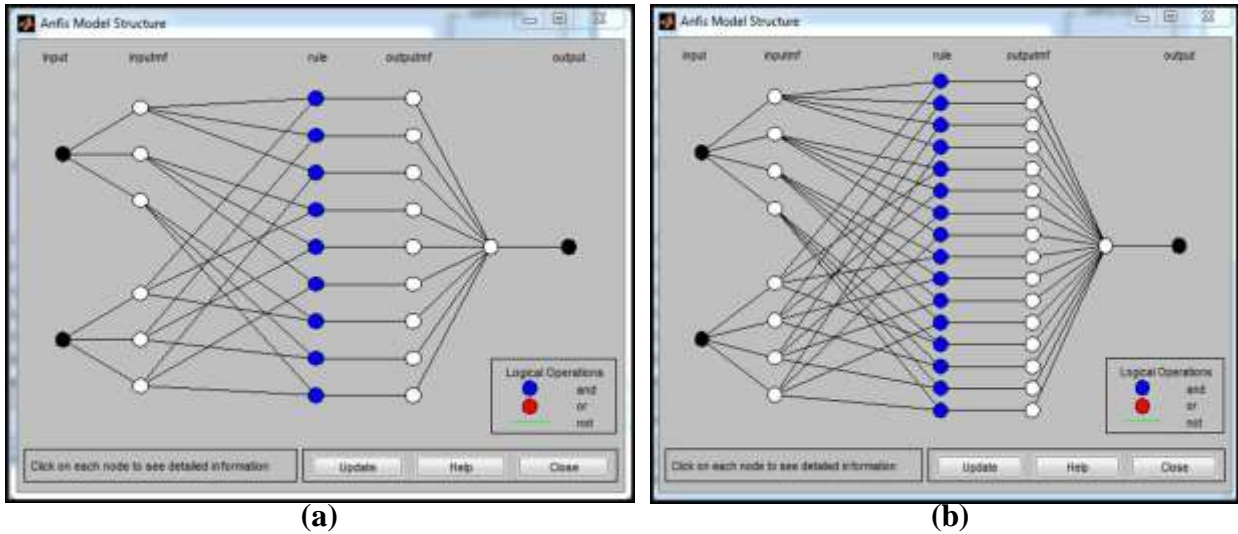 Anfis Model Structure
input inputmf rule outputmf output
Logical Operations
and
or
not
Click on each node to see detailed information
Update Help Close
(a)
Anfis Model Structure
input inputmf rule outputmf output
Logical Operations
and
or
not
Click on each node to see detailed information
Update Help Close
(b)